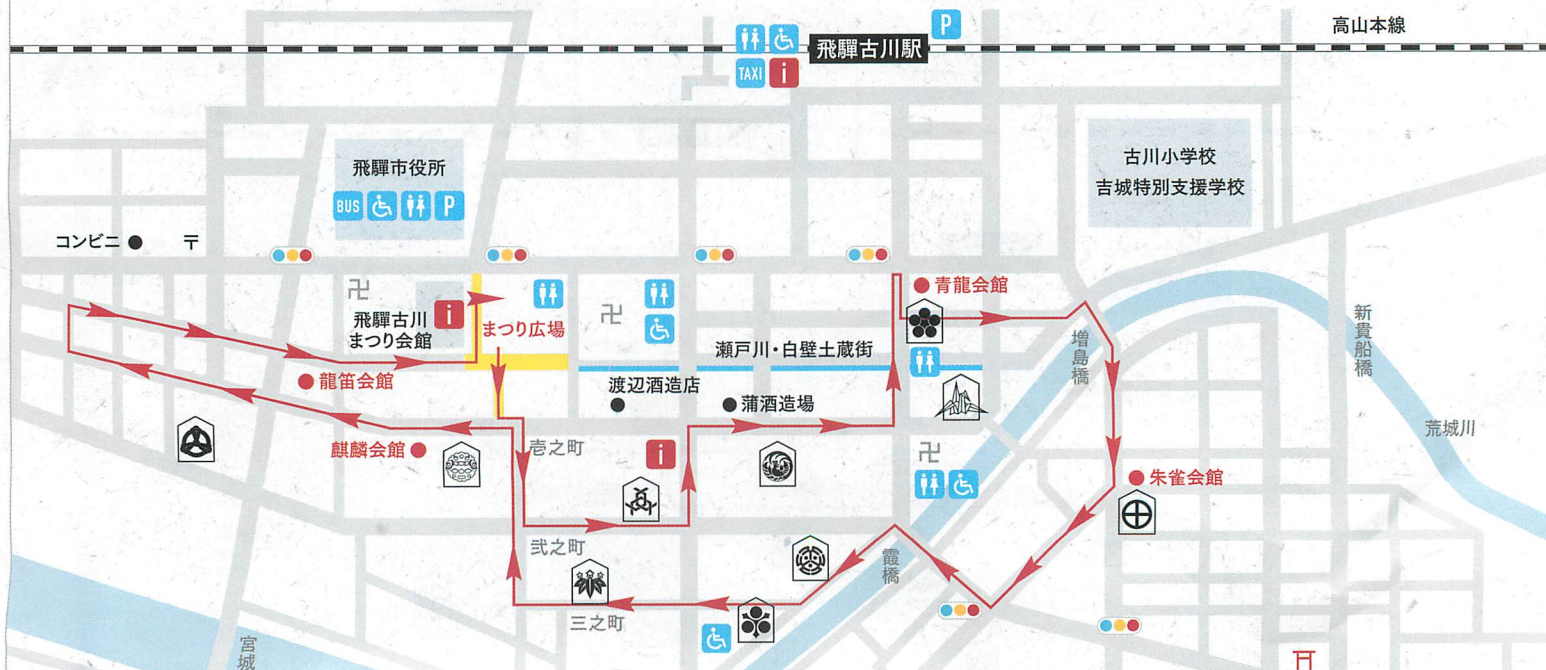 高山本線
P
飛驒古川駅
TAXI
i
古川小学校
吉城特別支援学校
飛驒市役所
BUS
P
コンビニ
〒
青龍会館
i
飛驒古川
まつり会館
まつり広場
瀬戸川・白壁土蔵街
増島橋
新貴船橋
渡辺酒造店
蒲酒造場
龍笛会館
麒麟会館
壱之町
i
荒城川
朱雀会館
弐之町
霞橋
三之町
宮城